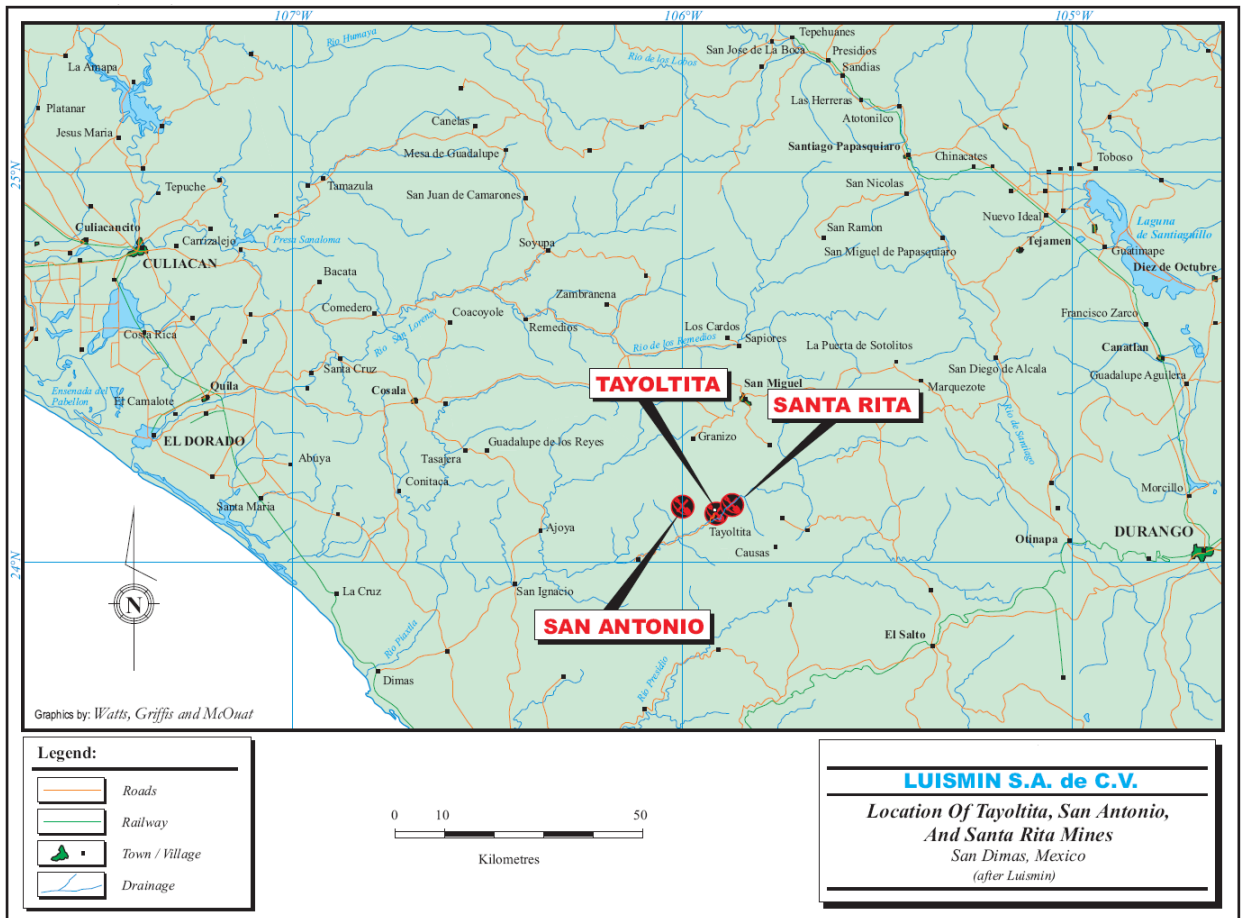 107°W
106°W
105°W
25°N
24°N
Rio Humaya
Tepehuanes
San Jose de La Boca
Presidios
Rio de los Lobos
Sandias
La Amapa
Las Herreras
Platanar
Atotonilco
Canelas
Jesus Maria
Santiago Papasquiaro
Mesa de Guadalupe
Chinacates
Toboso
Tepuche
Tamazula
San Nicolas
San Juan de Camarones
Nuevo Ideal
Laguna
de Santiaguillo
Culiacancito
San Ramon
Carrizalejo
Presa Sanaloma
Soyupa
Tejamen
San Miguel de Papasquiaro
Guatimape
CULIACAN
Diez de Octubre
Bacata
Zambranena
Comedero
Coacoyole
Francisco Zarco
Rio San Lorenzo
Remedios
Los Cardos
Costa Rica
Sapiores
Rio de los Remedios
La Puerta de Sotolitos
Canatlan
Santa Cruz
San Diego de Alcala
Guadalupe Aguilera
TAYOLTITA
San Miguel
Marquezote
Quila
Cosala
Ensenada del
Pabellon
El Camalote
SANTA RITA
Rio de Santiago
EL DORADO
Granizo
Guadalupe de los Reyes
Abuya
Tasajera
Conitaca
Morcillo
Santa Maria
Ajoya
Tayoltita
DURANGO
Otinapa
Causas
La Cruz
San Ignacio
N
SAN ANTONIO
El Salto
Rio Piaxtla
Rio Presidio
Dimas
Graphics by: Watts, Griffis and McOuat
Legend:
Roads
Railway
Town / Village
Drainage
0 10 50
Kilometres
LUISMIN S.A. de C.V.
Location Of Tayoltita, San Antonio,
And Santa Rita Mines
San Dimas, Mexico
(after Luismin)